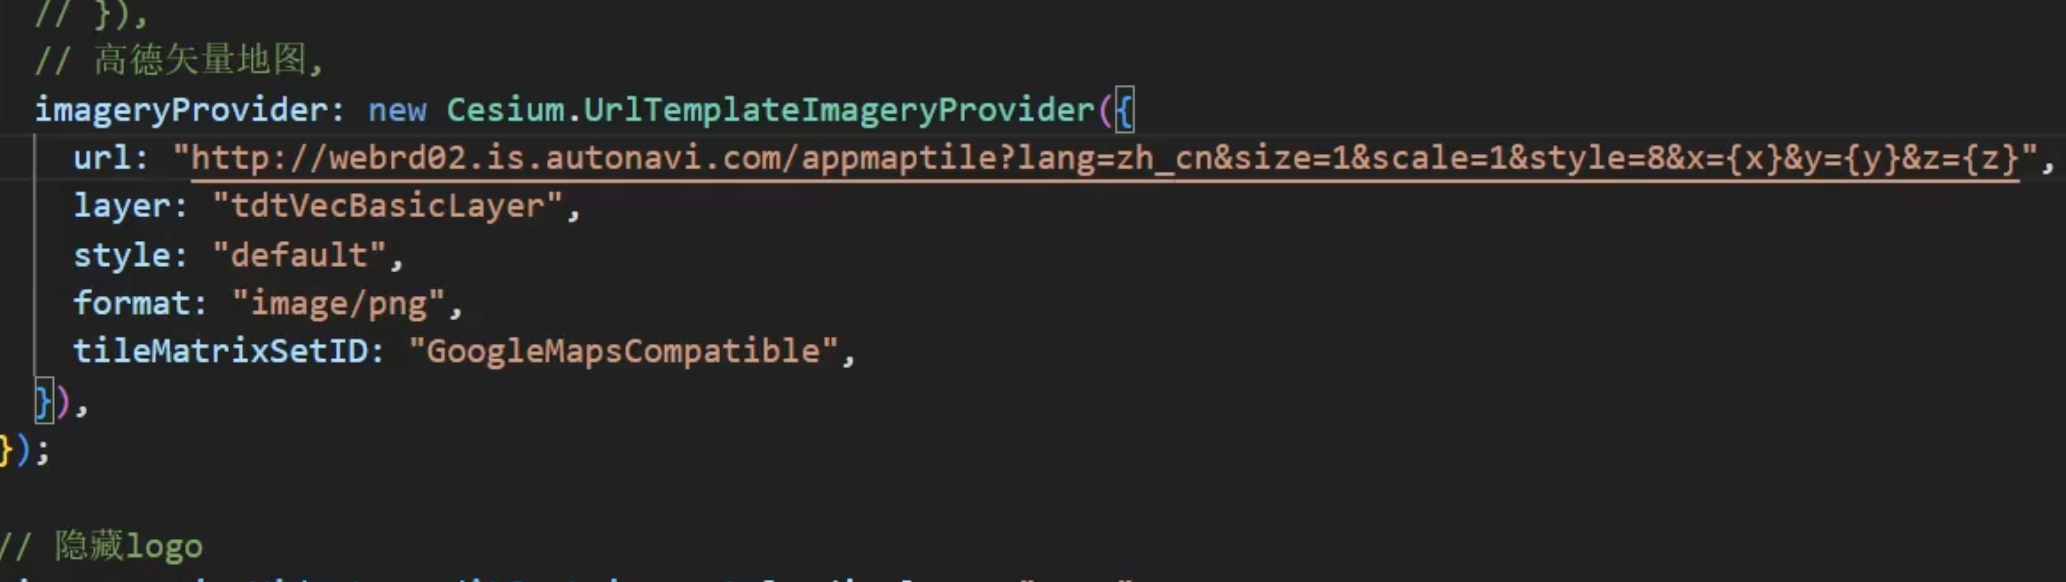 // }),
// 高德矢量地图,
imageryProvider: new Cesium.UrlTemplateImageryProvider({
url: "http://webrd02.is.autonavi.com/appmaptile?lang=zh_cn&size=1&scale=1&style=8&x={x}&y={y}&z={z}",
layer: "tdtVecBasicLayer",
style: "default",
format: "image/png",
tileMatrixSetID: "GoogleMapsCompatible",
}),
});
// 隐藏logo